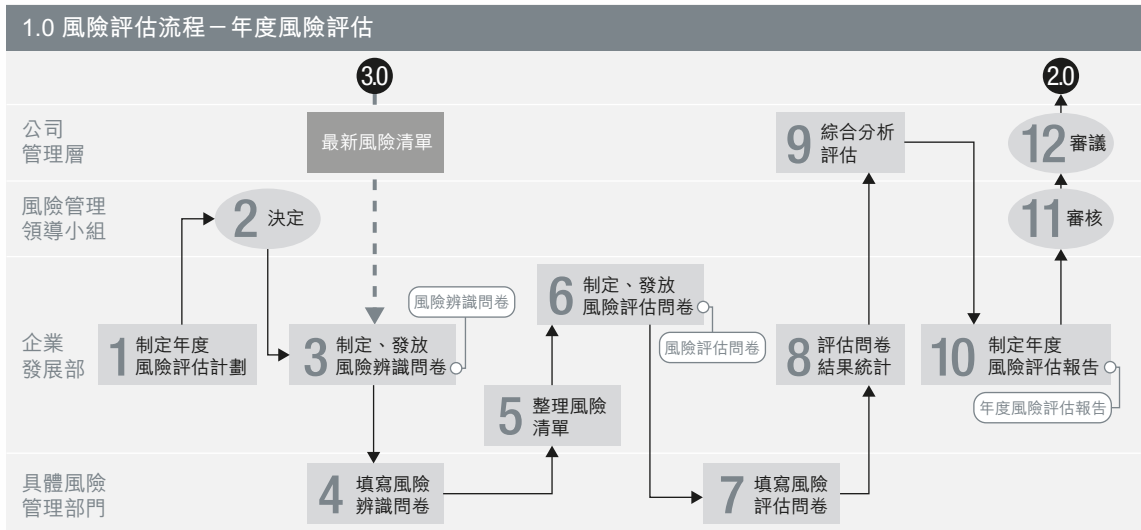 1.0 風險評估流程－年度風險評估
3.0
2.0
公司
管理層
最新風險清單
9 綜合分析
評估
12 審議
風險管理
領導小組
2 決定
11 審核
企業
發展部
1 制定年度
風險評估計劃
3 制定、發放
風險辨識問卷
風險辨識問卷
5 整理風險
清單
6 制定、發放
風險評估問卷
風險評估問卷
8 評估問卷
結果統計
10 制定年度
風險評估報告
年度風險評估報告
具體風險
管理部門
4 填寫風險
辨識問卷
7 填寫風險
評估問卷